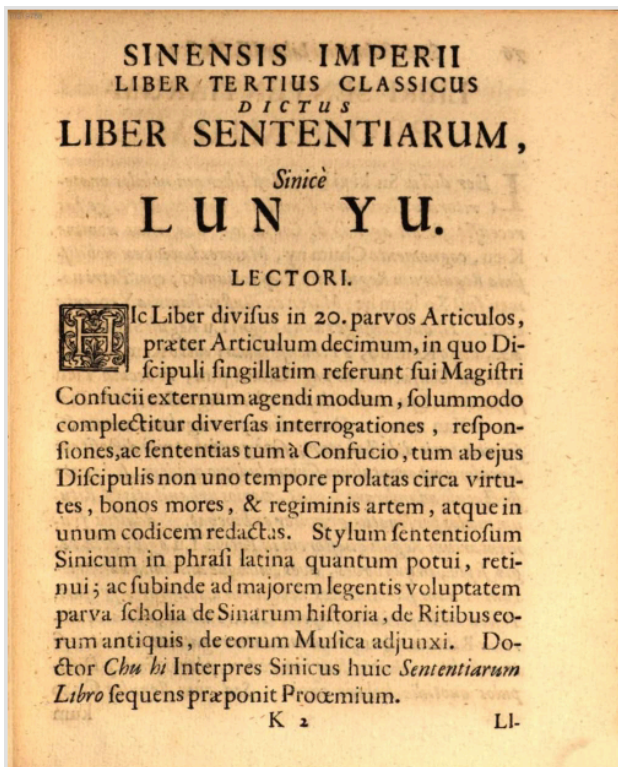 SINENSIS IMPERII
LIBER TERTIUS CLASSICUS
DICTUS
LIBER SENTENTIARUM,
Sinicè
LUN YU.
LECTORI.
HIc Liber diviſus in 20. parvos Articulos,
præter Articulum decimum, in quo Di-
ſcipuli ſingillatim referunt ſui Magiſtri
Confucii externum agendi modum, ſolummodo
complectitur diverſas interrogationes, reſpon-
ſiones, ac ſententias tum à Confucio, tum ab ejus
Diſcipulis non uno tempore prolatas circa virtu-
tes, bonos mores, & regiminis artem, atque in
unum codicem redactas. Stylum ſententioſum
Sinicum in phraſi latina quantum potui, reti-
nui; ac ſubinde ad majorem legentis voluptatem
parva ſcholia de Sinarum hiſtoria, de Ritibus eo-
rum antiquis, de eorum Muſica adjunxi. Do-
ctor Chu hi Interpres Sinicus huic Sententiarum
Libro ſequens præponit Proœmium.
K 2 LI-